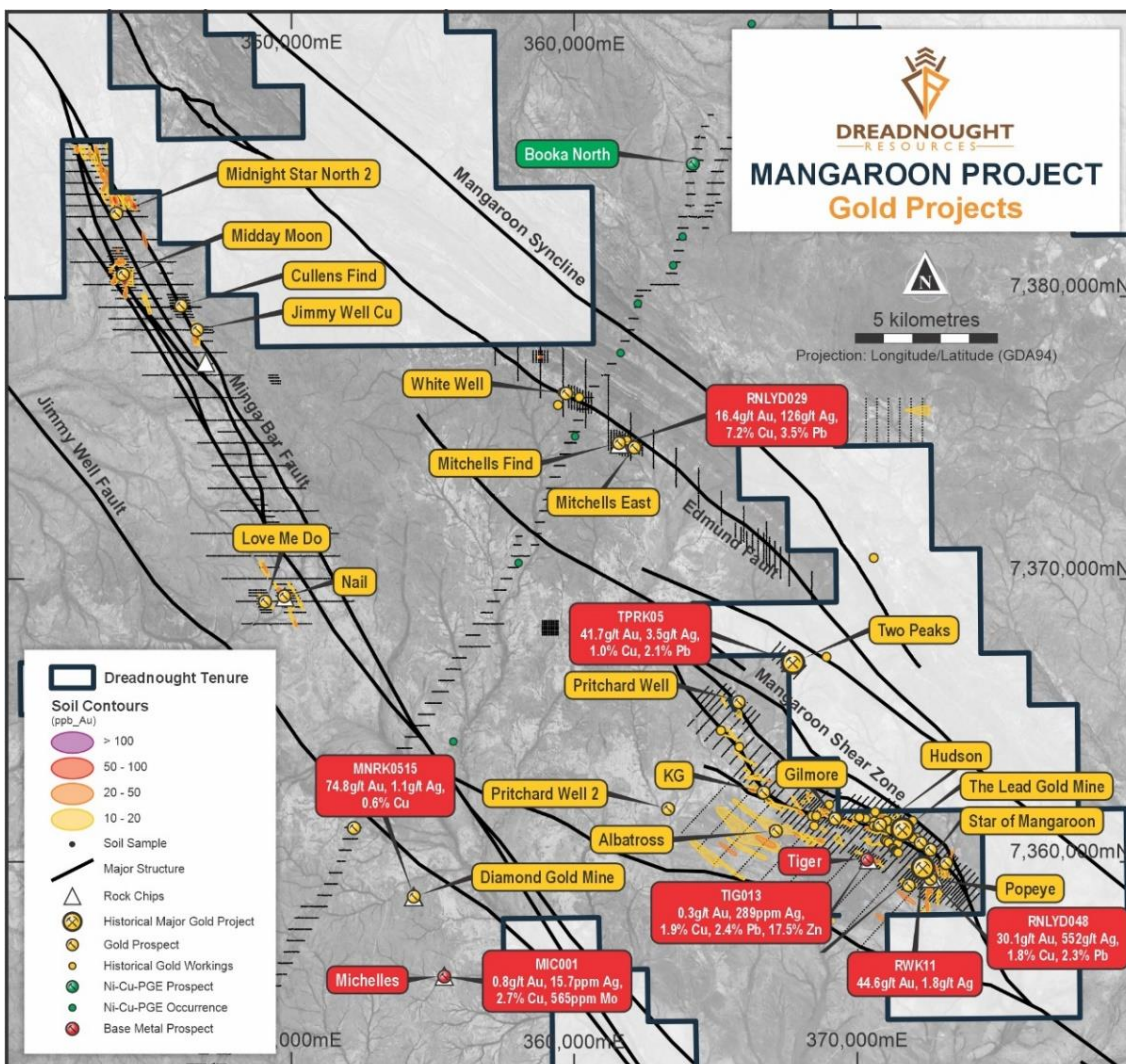 350,000mE
360,000mE
DREADNOUGHT
RESOURCES
MANGAROON PROJECT
Gold Projects
N
5 kilometres
Projection: Longitude/Latitude (GDA94)
7,380,000mN
Booka North
Mangaroon Syncline
Midnight Star North 2
Midday Moon
Cullens Find
Jimmy Well Cu
Minga Bar Fault
Jimmy Well Fault
White Well
RNLYD029
16.4g/t Au, 126g/t Ag,
7.2% Cu, 3.5% Pb
Mitchells Find
Mitchells East
Edmund Fault
Love Me Do
Nail
7,370,000mN
TPRK05
41.7g/t Au, 3.5g/t Ag,
1.0% Cu, 2.1% Pb
Two Peaks
Pritchard Well
Mangaroon Shear Zone
Hudson
KG
Gilmore
The Lead Gold Mine
Star of Mangaroon
MNRK0515
74.8g/t Au, 1.1g/t Ag,
0.6% Cu
Pritchard Well 2
Albatross
Tiger
7,360,000mN
Diamond Gold Mine
Popeye
TIG013
0.3g/t Au, 289ppm Ag,
1.9% Cu, 2.4% Pb, 17.5% Zn
RNLYD048
30.1g/t Au, 552g/t Ag,
1.8% Cu, 2.3% Pb
RWK11
44.6g/t Au, 1.8g/t Ag
Michelles
MIC001
0.8g/t Au, 15.7ppm Ag,
2.7% Cu, 565ppm Mo
Dreadnought Tenure
Soil Contours
(ppb_Au)
> 100
50 - 100
20 - 50
10 - 20
Soil Sample
Major Structure
Rock Chips
Historical Major Gold Project
Gold Prospect
Historical Gold Workings
Ni-Cu-PGE Prospect
Ni-Cu-PGE Occurrence
Base Metal Prospect
350,000mE
360,000mE
370,000mE